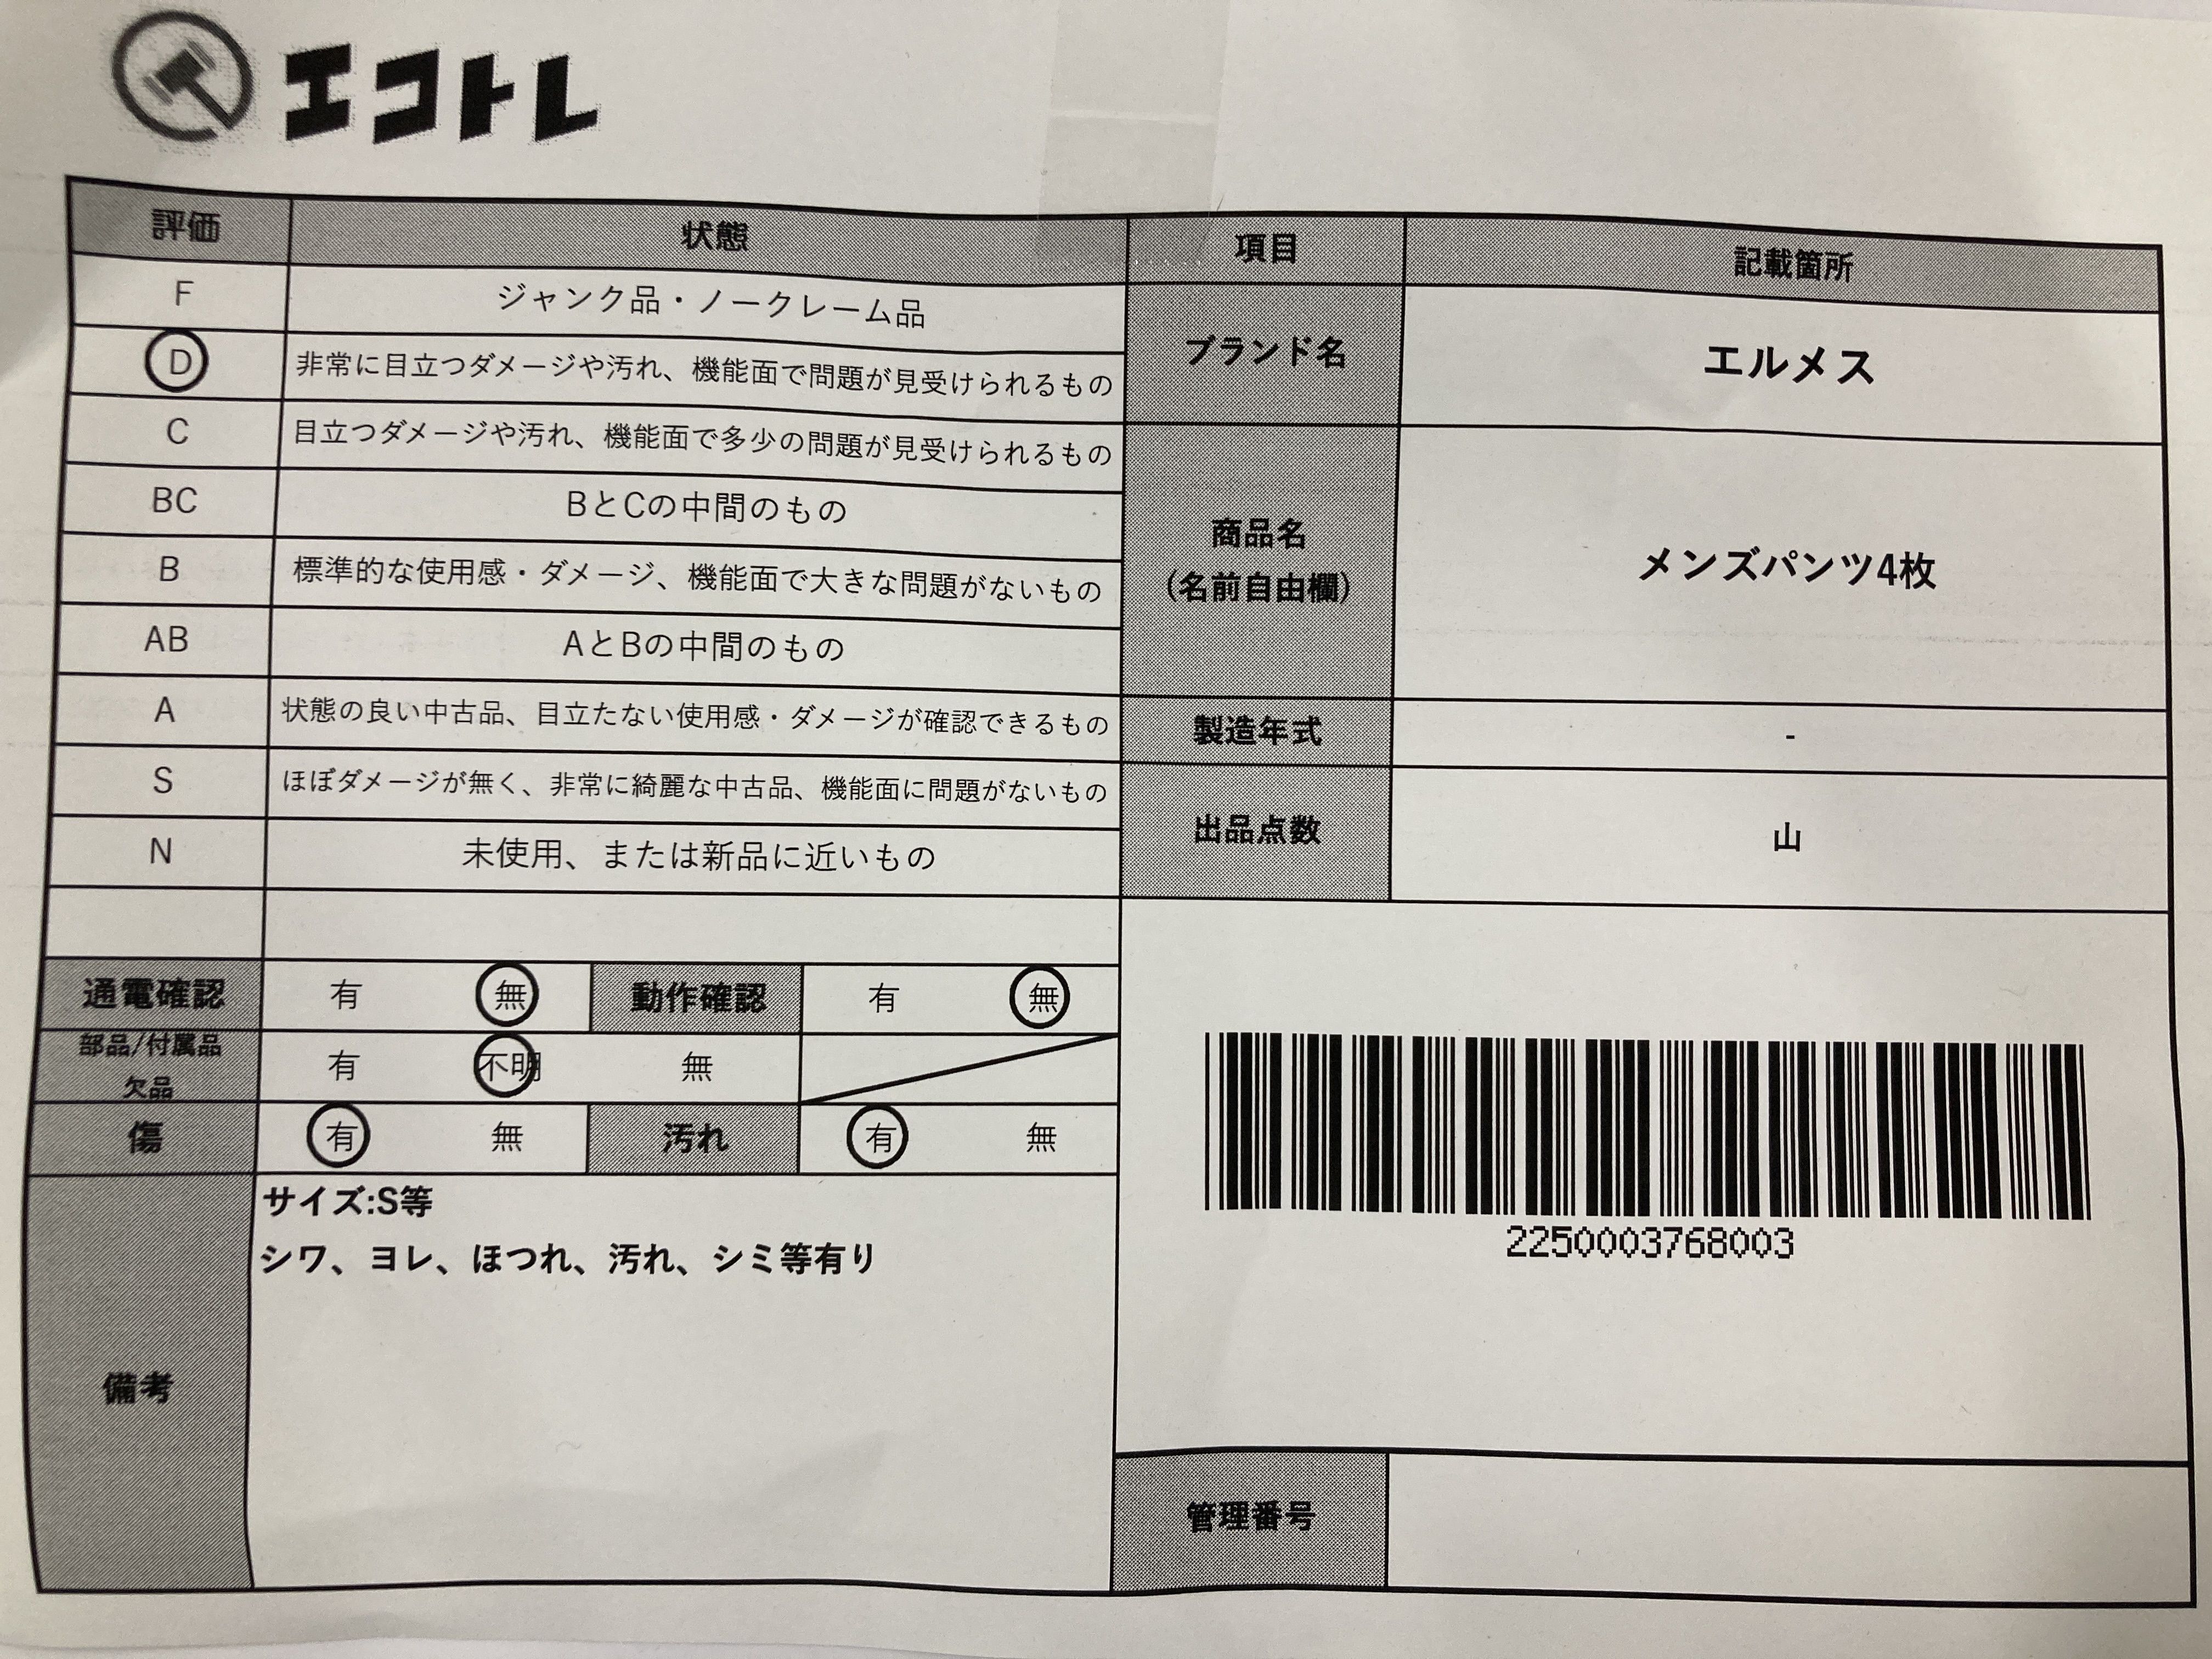 エコトレ
評価 状態 項目 記載箇所
F ジャンク品・ノークレーム品
D 非常に目立つダメージや汚れ、機能面で問題が見受けられるもの
ブランド名 エルメス
C 目立つダメージや汚れ、機能面で多少の問題が見受けられるもの
BC BとCの中間のもの
商品名
(名前自由欄)
メンズパンツ4枚
B 標準的な使用感・ダメージ、機能面で大きな問題がないもの
AB AとBの中間のもの
A 状態の良い中古品、目立たない使用感・ダメージが確認できるもの
製造年式 -
S ほぼダメージが無く、非常に綺麗な中古品、機能面に問題がないもの
出品点数 山
N 未使用、または新品に近いもの
通電確認 有 無 動作確認 有 無
部品/付属品
欠品
有 不明 無
傷 有 無 汚れ 有 無
備考
サイズ:S等
シワ、ヨレ、ほつれ、汚れ、シミ等有り
2250003768003
管理番号